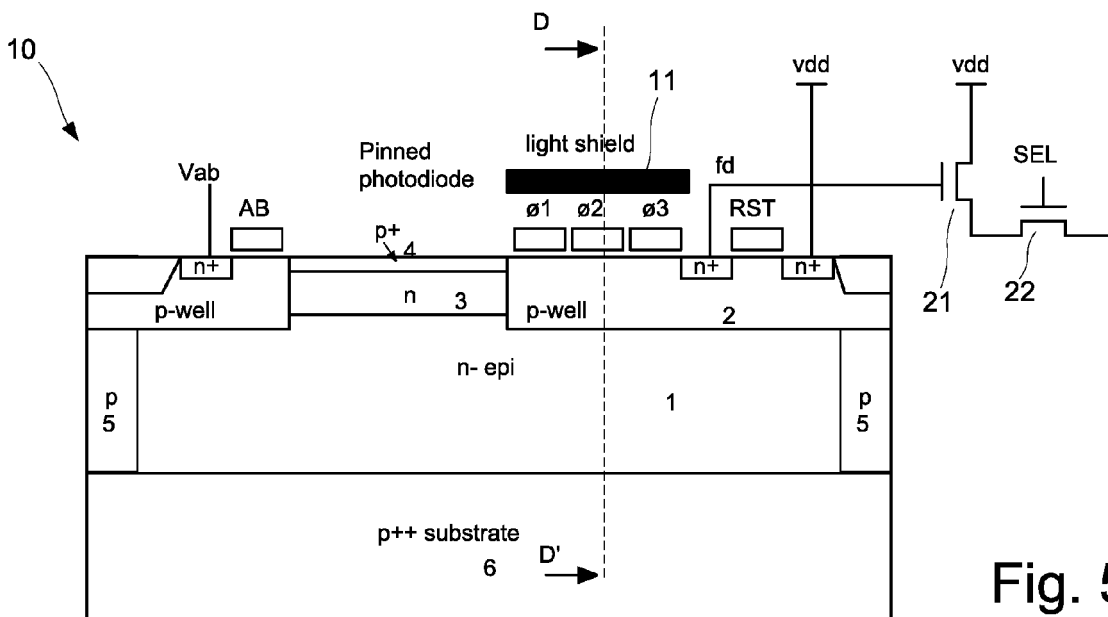 D
10
vdd
vdd
11
light shield
Pinned
photodiode
fd
SEL
Vab
AB
ø1 ø2 ø3
RST
p+
4
n+
n+
n+
n
3
21
22
p-well
p-well
2
n- epi
p
5
1
p
5
p++ substrate
6
D'
Fig. 5